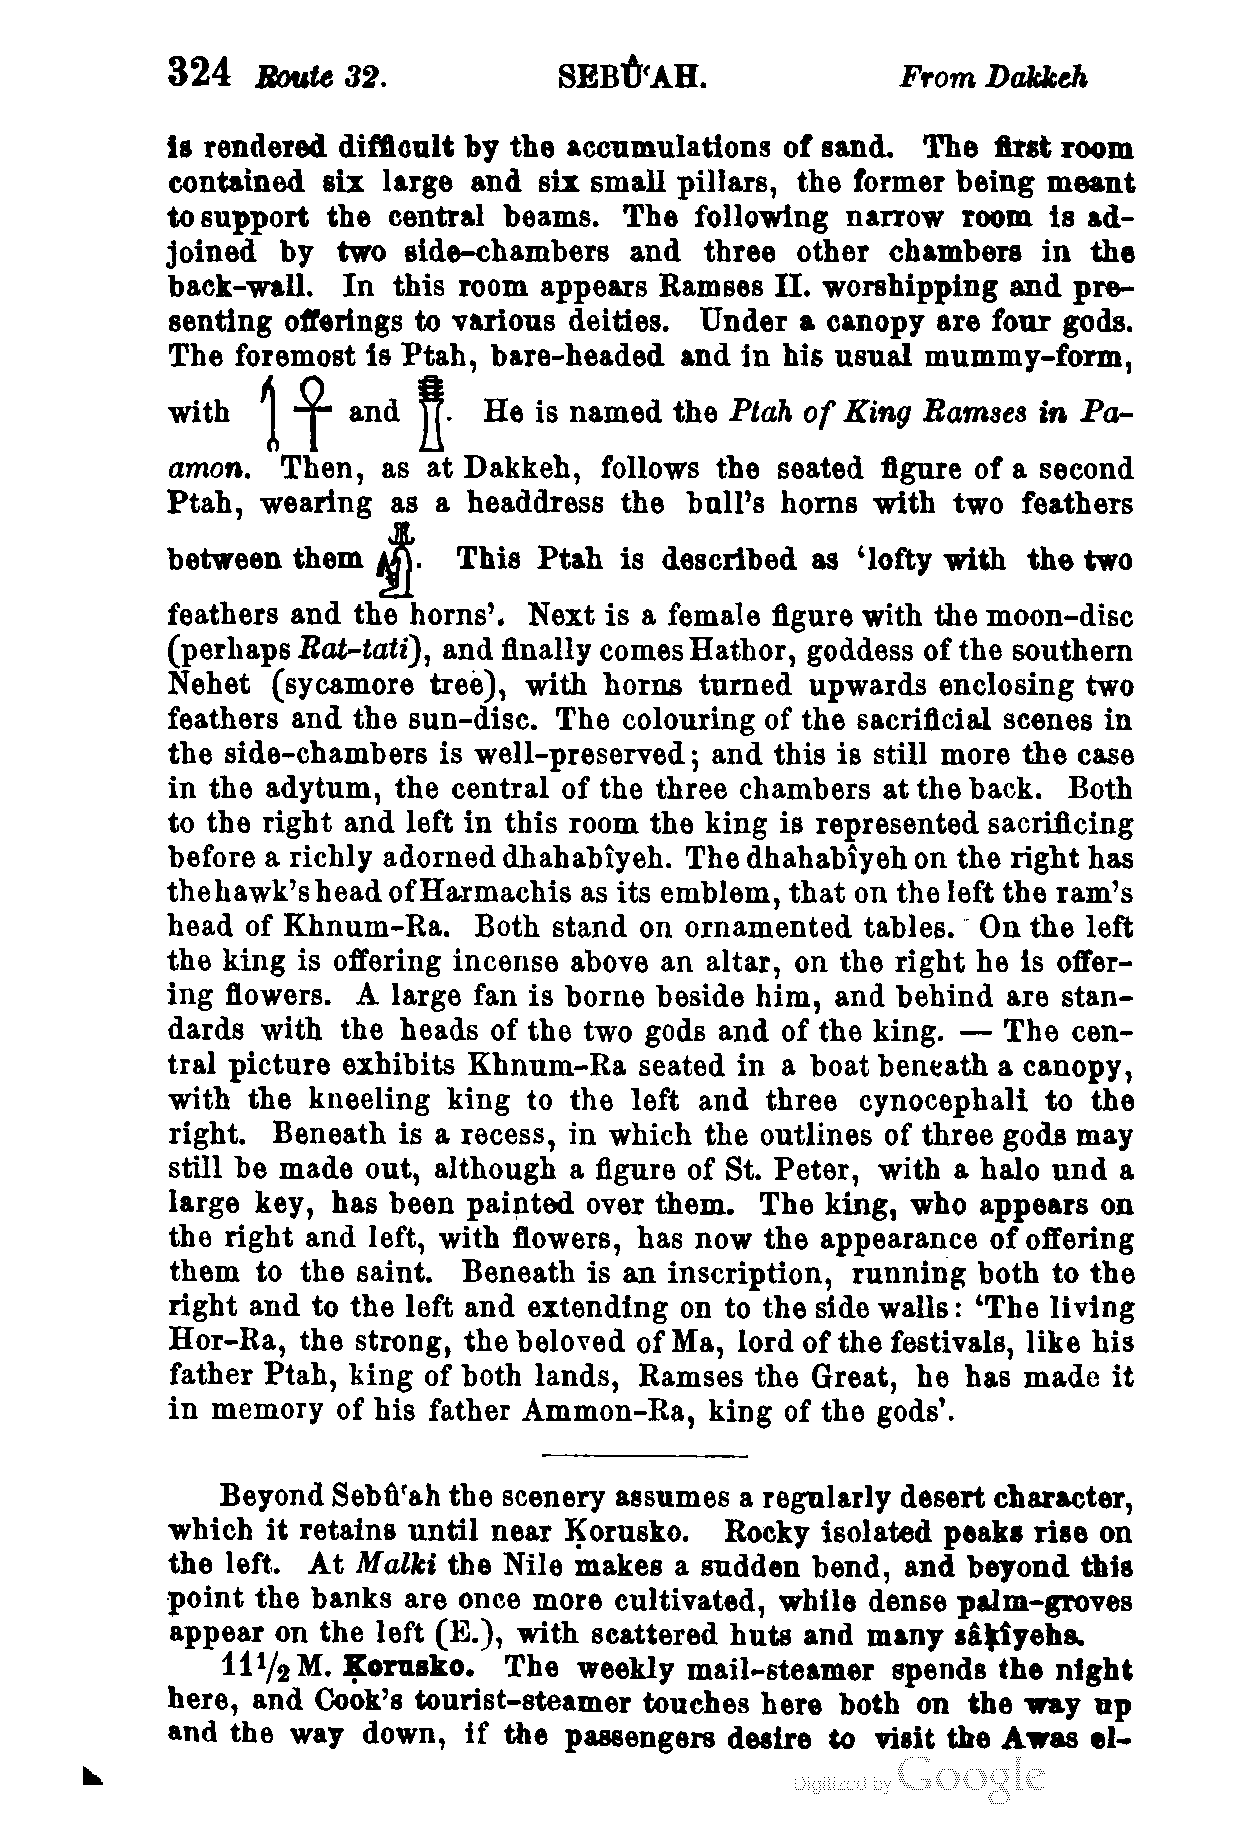 324 Route 32. SEBÛ‘AH. From Dakkeh
is rendered difficult by the accumulations of sand. The first room
contained six large and six small pillars, the former being meant
to support the central beams. The following narrow room is ad-
joined by two side-chambers and three other chambers in the
back-wall. In this room appears Ramses II. worshipping and pre-
senting offerings to various deities. Under a canopy are four gods.
The foremost is Ptah, bare-headed and in his usual mummy-form,
with and . He is named the Ptah of King Ramses in Pa-
amon. Then, as at Dakkeh, follows the seated figure of a second
Ptah, wearing as a headdress the bull’s horns with two feathers
between them . This Ptah is described as ‘lofty with the two
feathers and the horns’. Next is a female figure with the moon-disc
(perhaps Rat-tati), and finally comes Hathor, goddess of the southern
Nehet (sycamore tree), with horns turned upwards enclosing two
feathers and the sun-disc. The colouring of the sacrificial scenes in
the side-chambers is well-preserved; and this is still more the case
in the adytum, the central of the three chambers at the back. Both
to the right and left in this room the king is represented sacrificing
before a richly adorned dhahabîyeh. The dhahabîyeh on the right has
the hawk’s head of Harmachis as its emblem, that on the left the ram’s
head of Khnum-Ra. Both stand on ornamented tables. On the left
the king is offering incense above an altar, on the right he is offer-
ing flowers. A large fan is borne beside him, and behind are stan-
dards with the heads of the two gods and of the king. — The cen-
tral picture exhibits Khnum-Ra seated in a boat beneath a canopy,
with the kneeling king to the left and three cynocephali to the
right. Beneath is a recess, in which the outlines of three gods may
still be made out, although a figure of St. Peter, with a halo und a
large key, has been painted over them. The king, who appears on
the right and left, with flowers, has now the appearance of offering
them to the saint. Beneath is an inscription, running both to the
right and to the left and extending on to the side walls: ‘The living
Hor-Ra, the strong, the beloved of Ma, lord of the festivals, like his
father Ptah, king of both lands, Ramses the Great, he has made it
in memory of his father Ammon-Ra, king of the gods’.
Beyond Sebû‘ah the scenery assumes a regularly desert character,
which it retains until near Ḳorusko. Rocky isolated peaks rise on
the left. At Malki the Nile makes a sudden bend, and beyond this
point the banks are once more cultivated, while dense palm-groves
appear on the left (E.), with scattered huts and many sâḳîyehs.
11½ M. Ḳorusko. The weekly mail-steamer spends the night
here, and Cook’s tourist-steamer touches here both on the way up
and the way down, if the passengers desire to visit the Awas el-
Digitized by Google